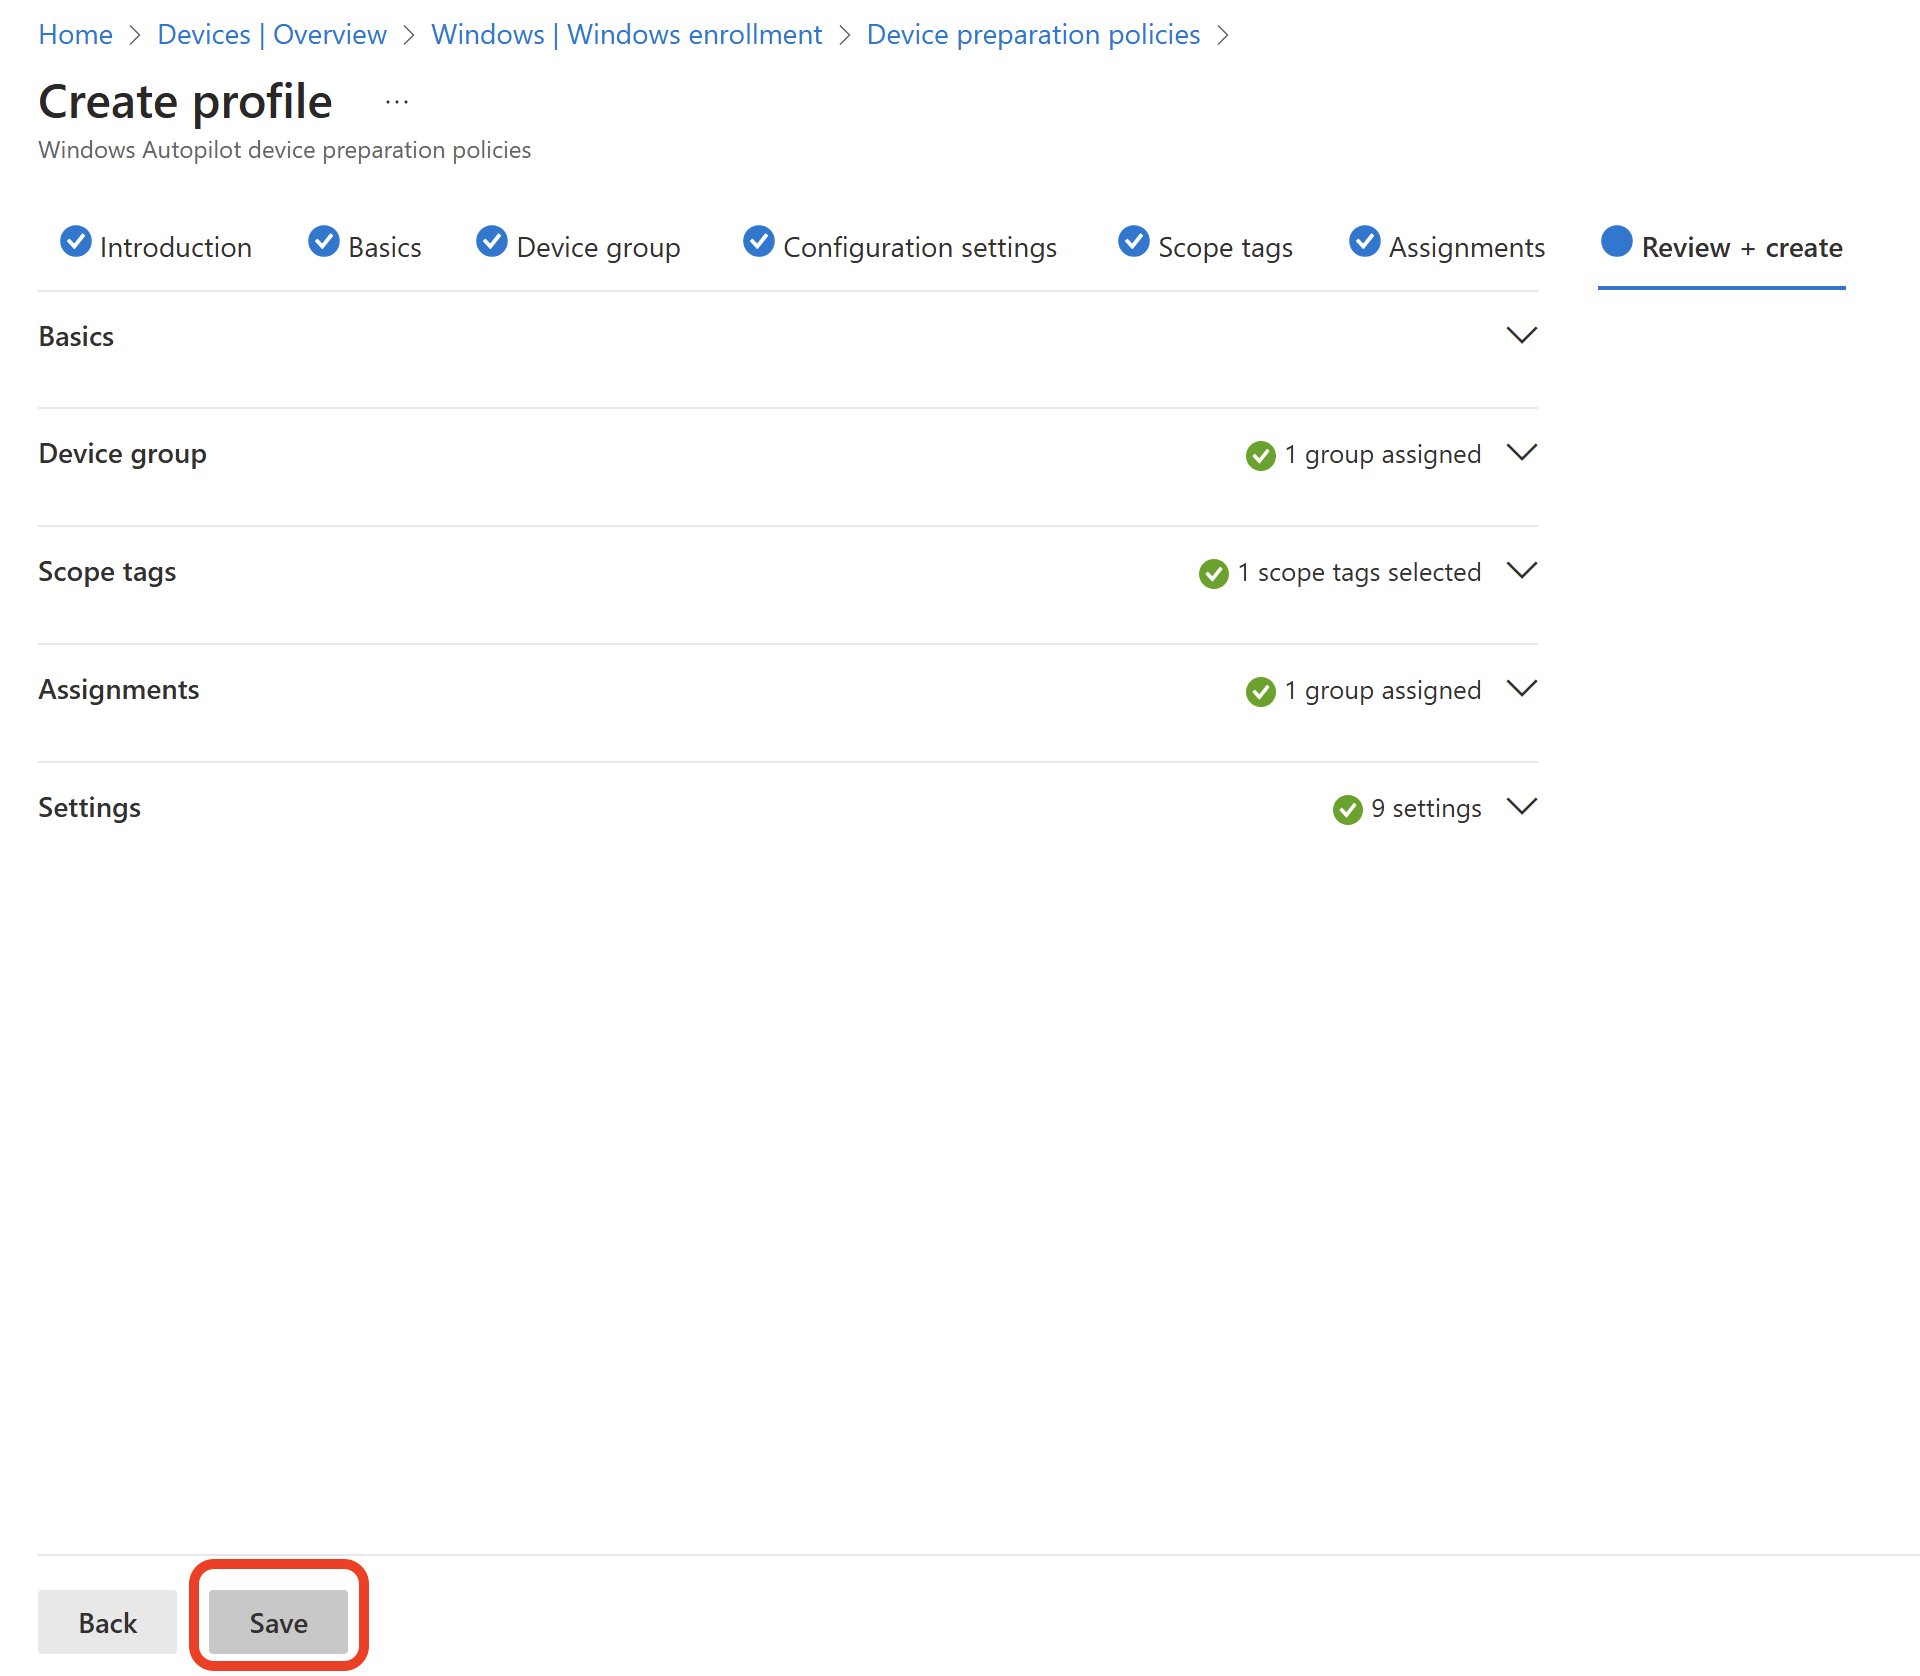 Home > Devices | Overview > Windows | Windows enrollment > Device preparation policies >
Create profile ...
Windows Autopilot device preparation policies
Introduction Basics Device group Configuration settings Scope tags Assignments Review + create
Basics
Device group 1 group assigned
Scope tags 1 scope tags selected
Assignments 1 group assigned
Settings 9 settings
Back Save